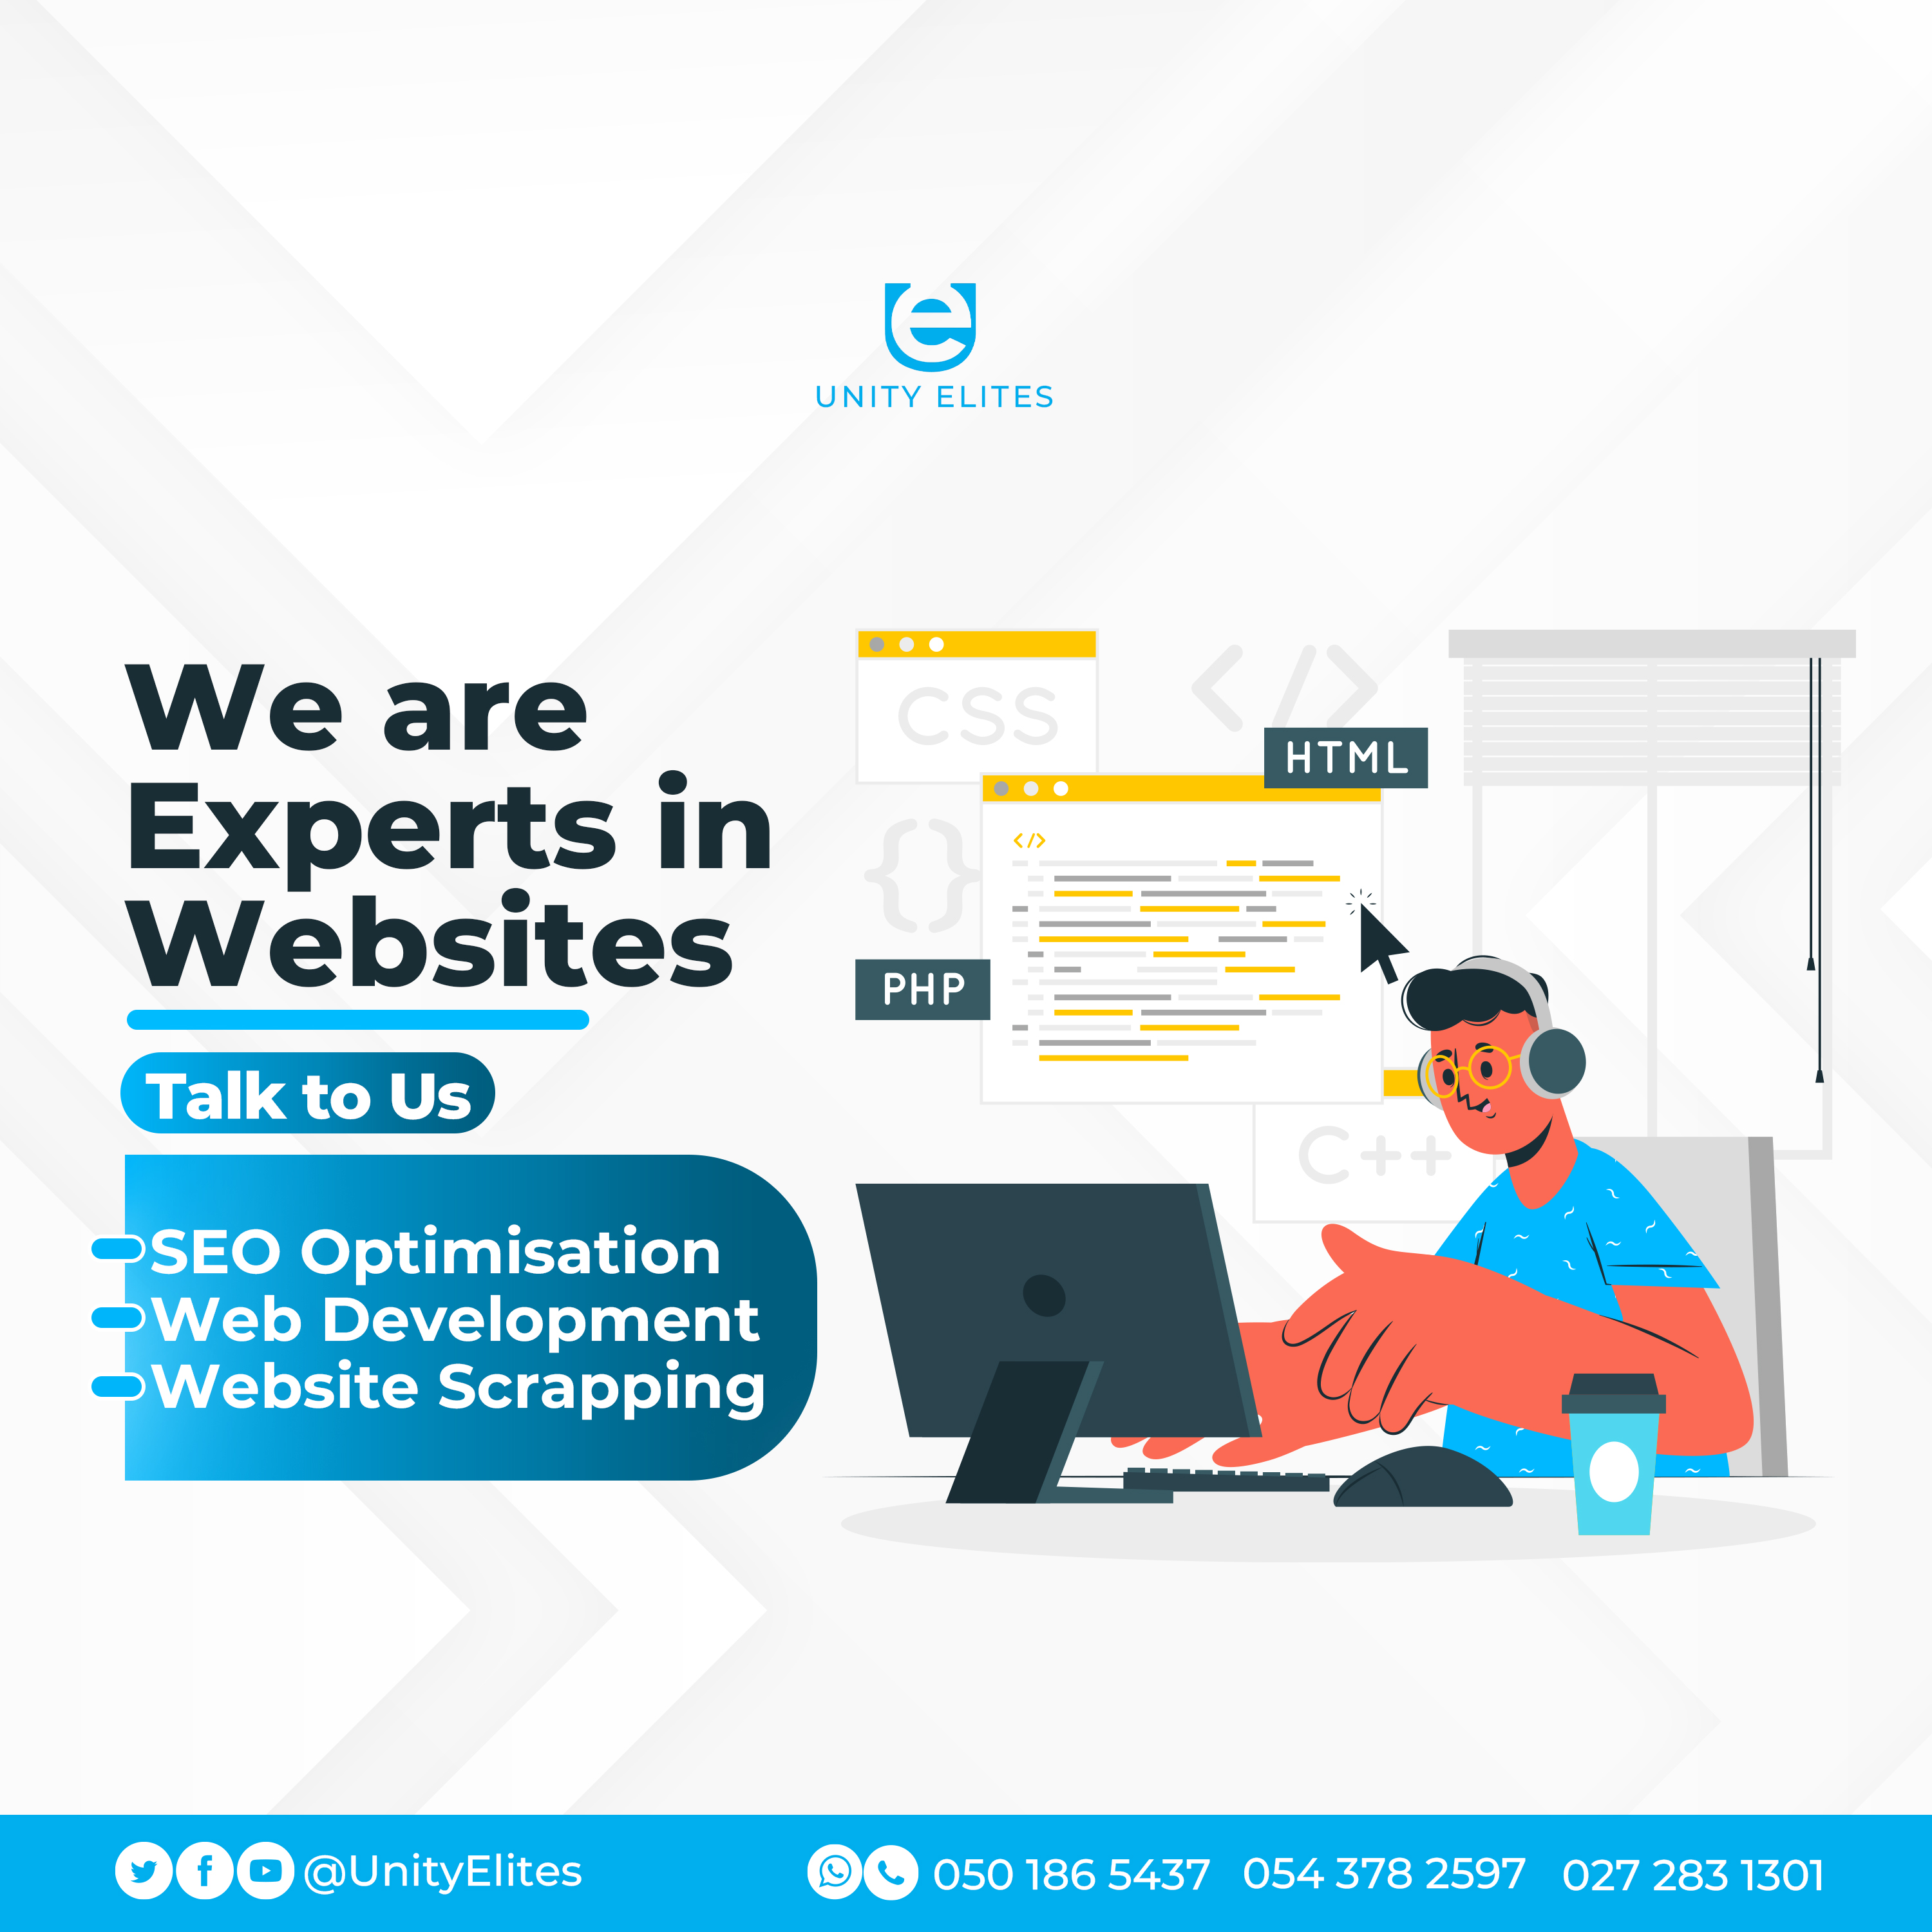 UNITY ELITES
We are
Experts in
Websites
Talk to Us
SEO Optimisation
Web Development
Website Scrapping
CSS
</>
HTML
</>
{}
PHP
C++
@UnityElites
050 186 5437 054 378 2597 027 283 1301